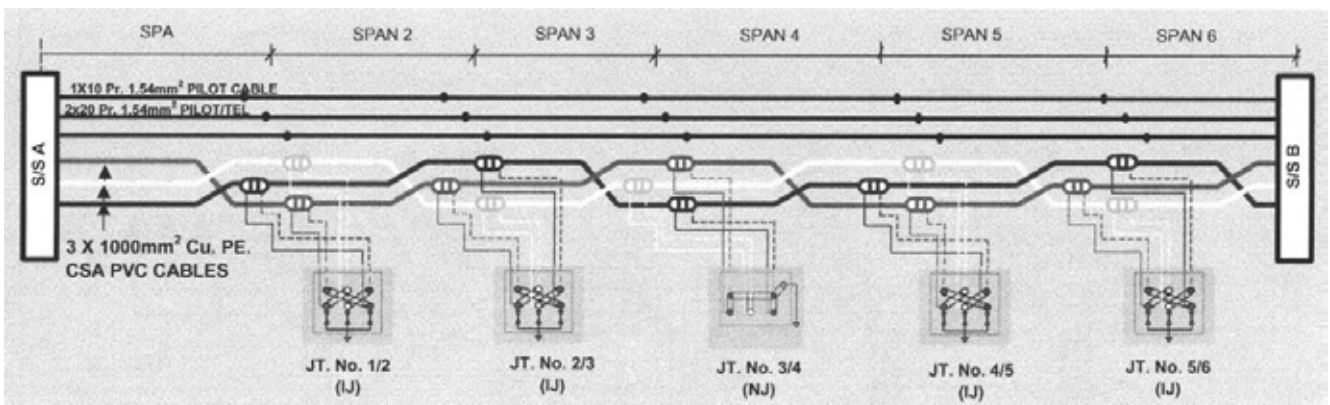 SPA SPAN 2 SPAN 3 SPAN 4 SPAN 5 SPAN 6
S/S A
1X10 Pr. 1.54mm² PILOT CABLE
2x20 Pr. 1.54mm² PILOT/TEL
S/S B
3 X 1000mm² Cu. PE.
CSA PVC CABLES
JT. No. 1/2
(IJ)
JT. No. 2/3
(IJ)
JT. No. 3/4
(NJ)
JT. No. 4/5
(IJ)
JT. No. 5/6
(IJ)